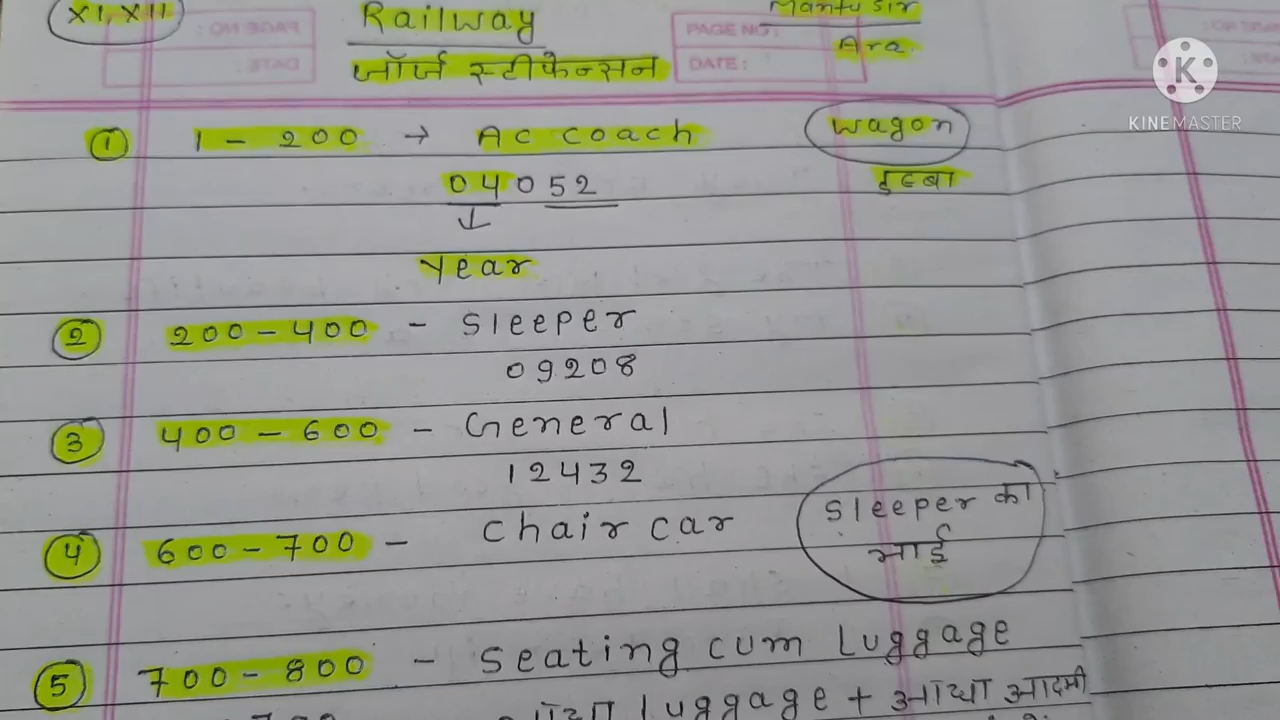 XI, XII
Railway
Mantu Sir
जॉर्ज स्टीफेन्सन
PAGE NO:
DATE:
Ara.
K
KINEMASTER
① 1 - 200 → AC COACH
wagon
डब्बा
04052
↓
Year
② 200 - 400 - Sleeper
09208
③ 400 - 600 - General
12432
④ 600 - 700 - Chair car
Sleeper का
भाई
⑤ 700 - 800 - Seating cum Luggage
luggage + आधा आदमी